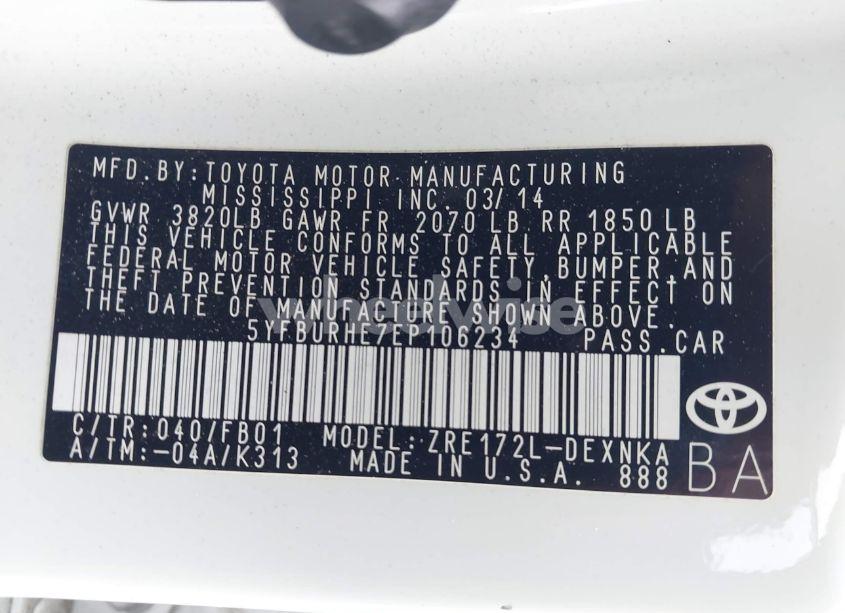 MFD.BY:TOYOTA MOTOR MANUFACTURING
MISSISSIPPI INC. 03/14
GVWR 3820LB GAWR FR 2070 LB RR 1850LB
THIS VEHICLE CONFORMS TO ALL APPLICABLE
FEDERAL MOTOR VEHICLE SAFETY,BUMPER,AND
THEFT PREVENTION STANDARDS IN EFFECT ON
THE DATE OF MANUFACTURE SHOWN ABOVE.
wheelwise
5YFBURHE7EP106234 PASS.CAR
C/TR:040/FB01 MODEL:ZRE172L-DEXNKA
A/TM:-04A/K313 MADE IN U.S.A. 888
BA